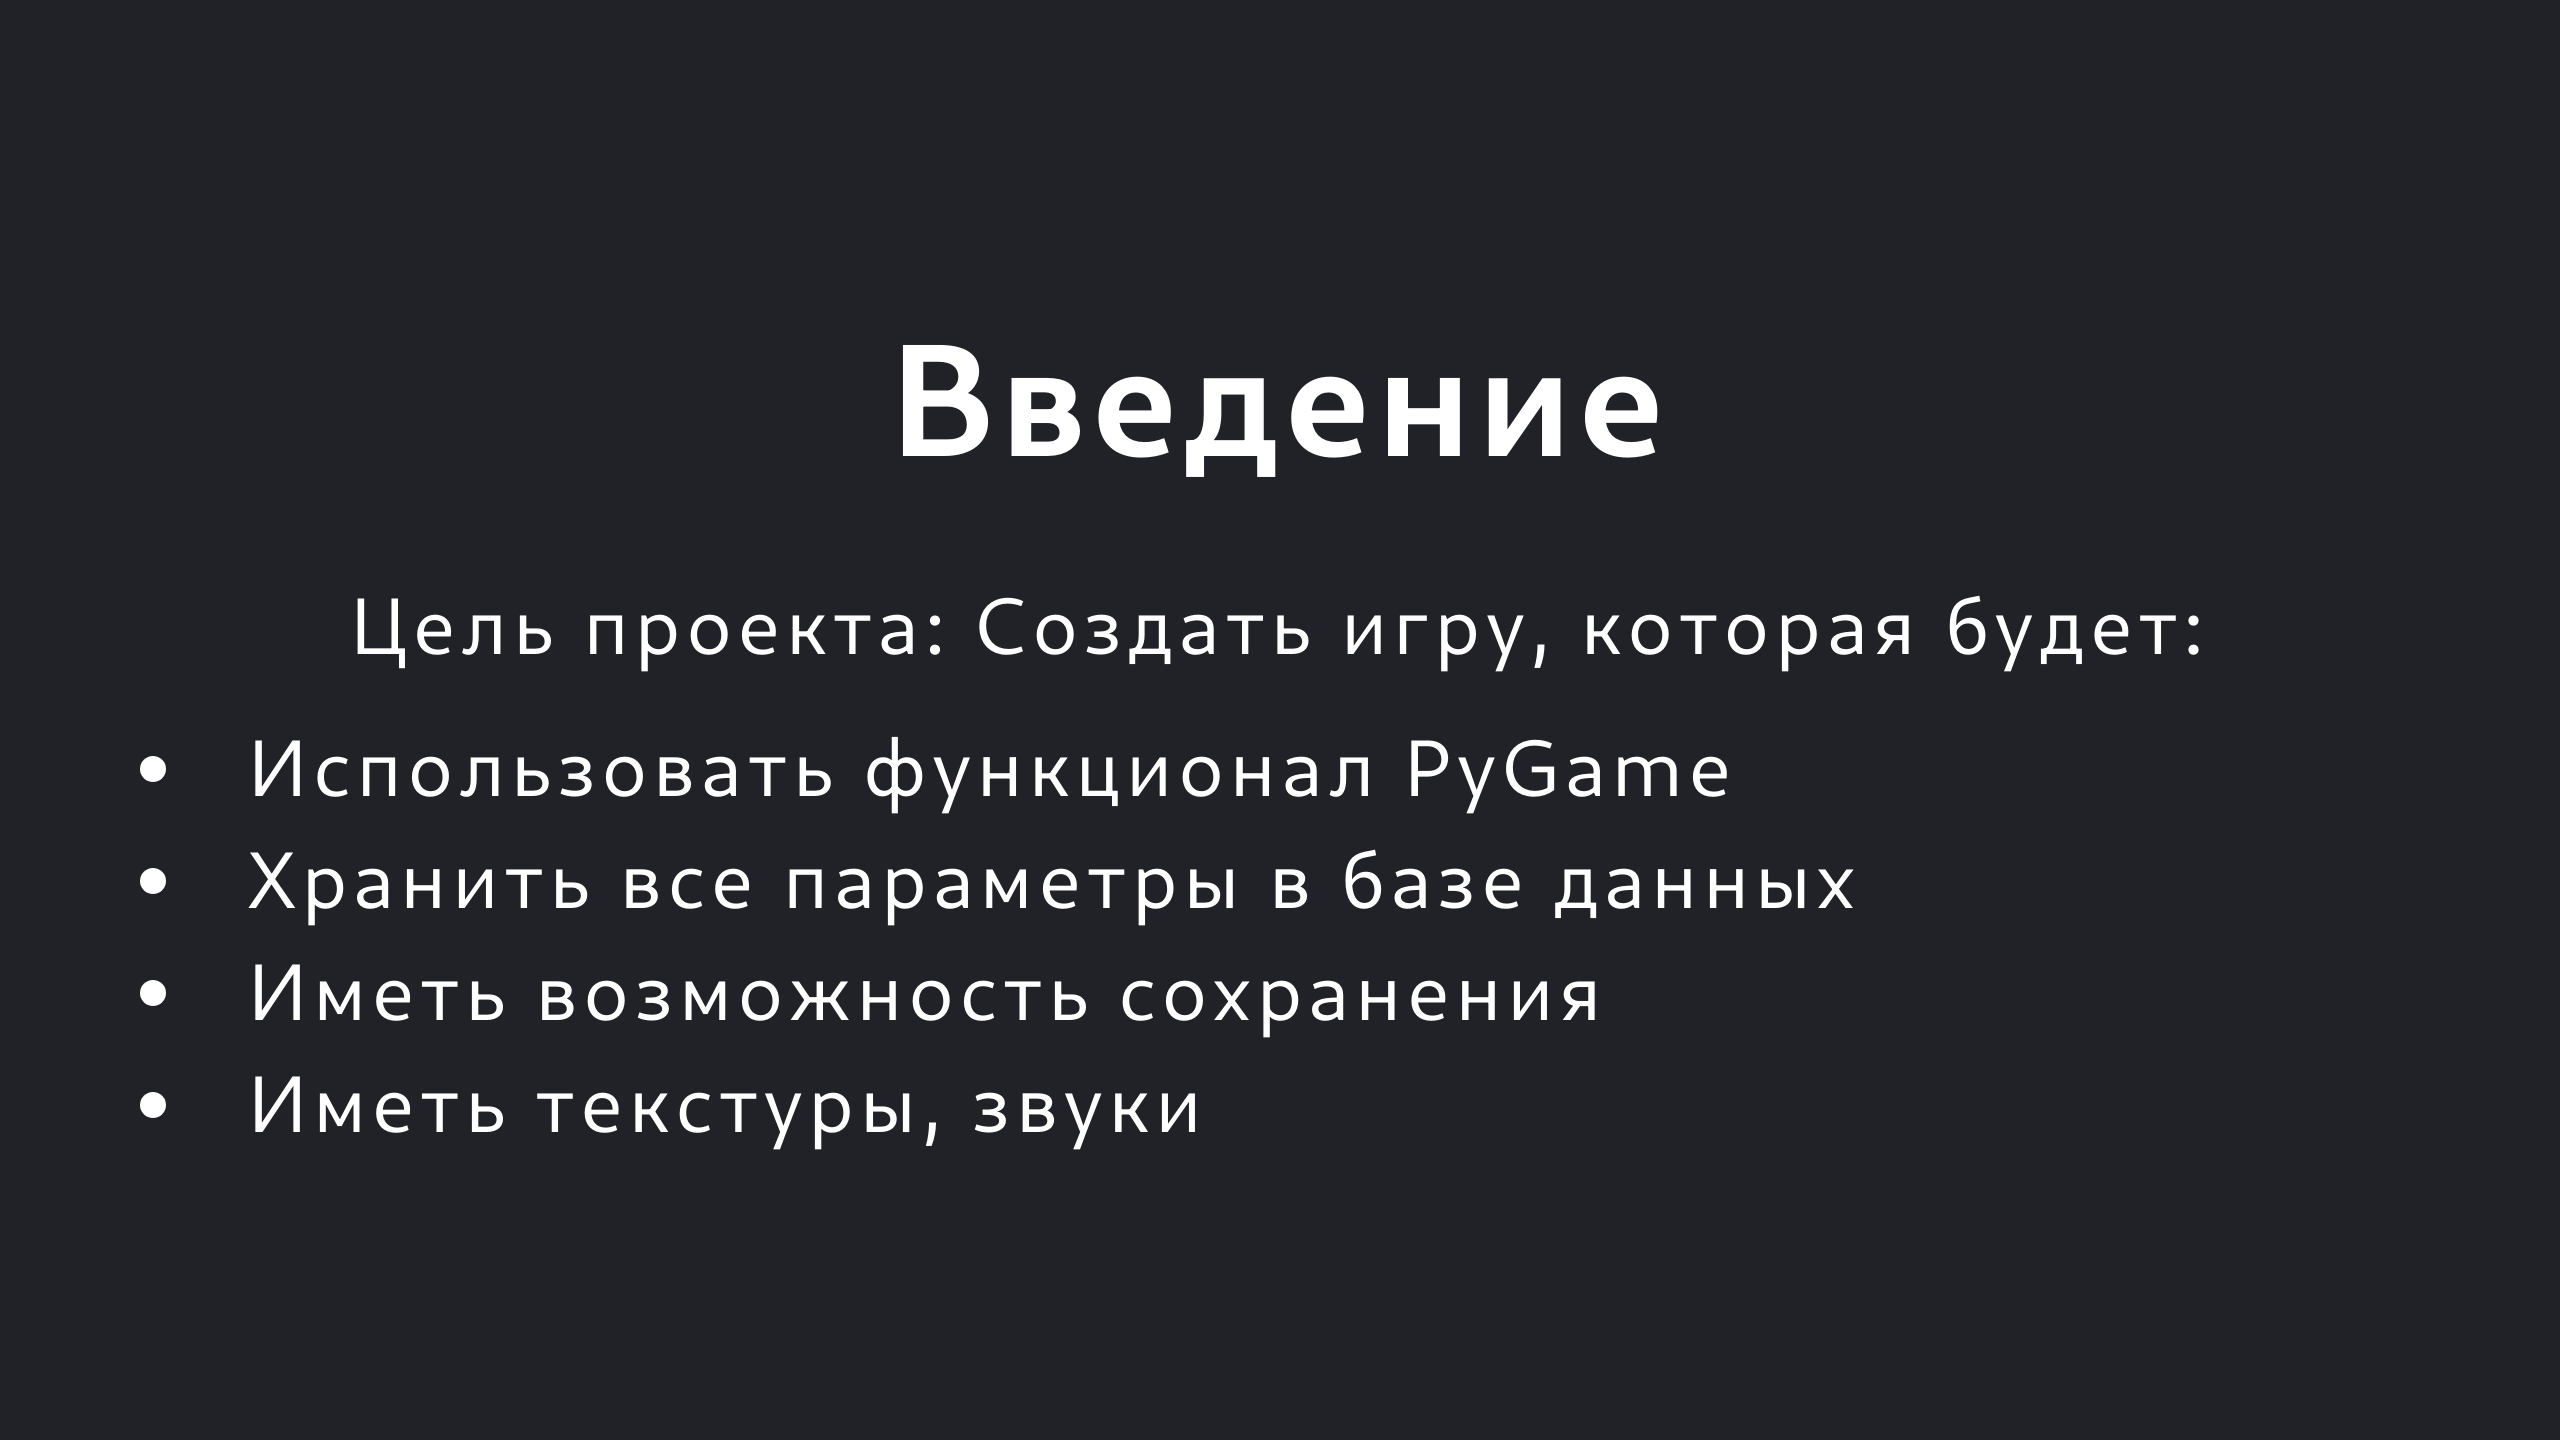 Введение
Цель проекта: Создать игру, которая будет:
• Использовать функционал PyGame
• Хранить все параметры в базе данных
• Иметь возможность сохранения
• Иметь текстуры, звуки